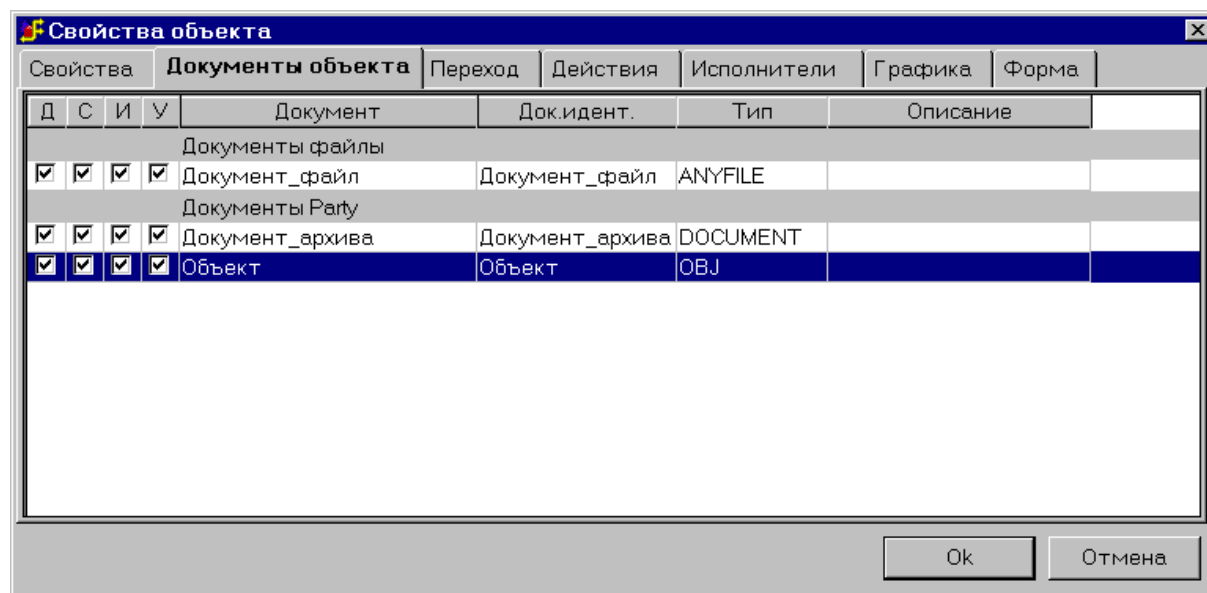 Свойства объекта
Свойства Документы объекта Переход Действия Исполнители Графика Форма
Д С И У Документ Док.идент. Тип Описание
Документы файлы
Документ_файл Документ_файл ANYFILE
Документы Party
Документ_архива Документ_архива DOCUMENT
Объект Объект OBJ
Ok Отмена